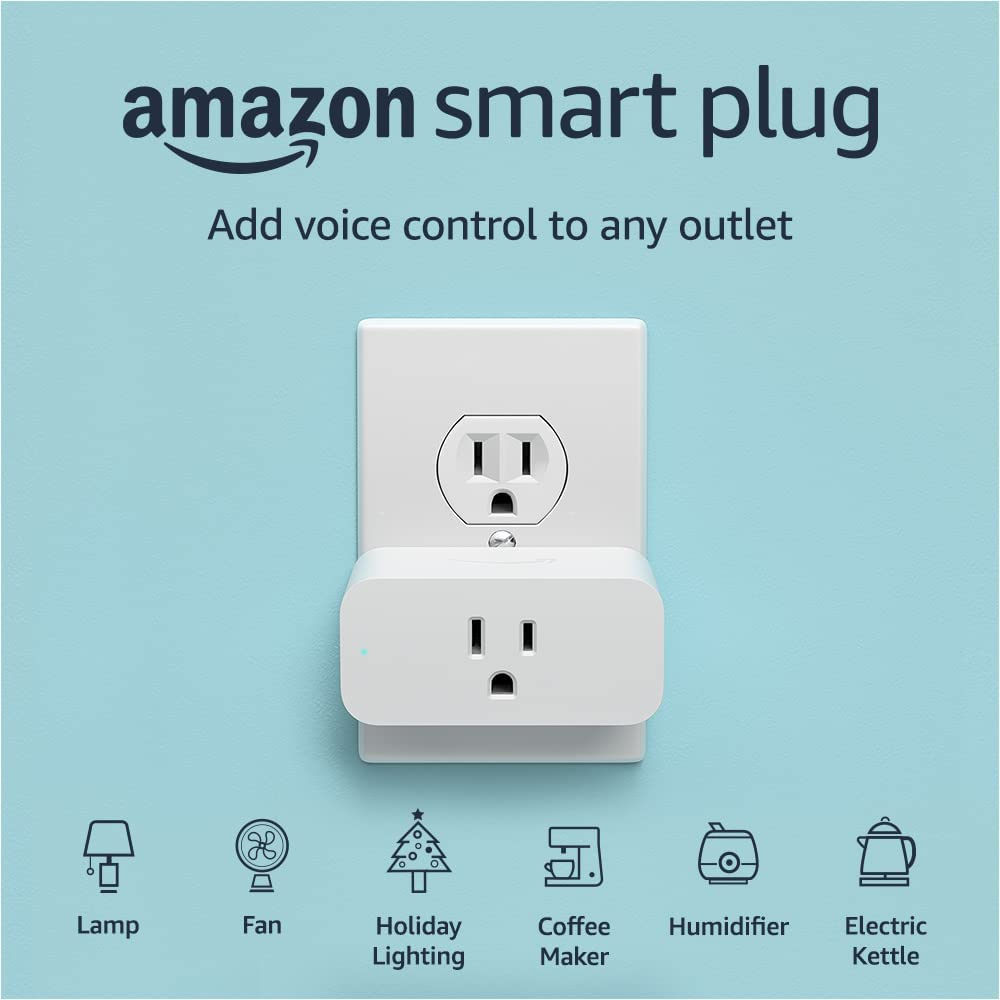 amazon smart plug
Add voice control to any outlet
Lamp
Fan
Holiday
Lighting
Coffee
Maker
Humidifier
Electric
Kettle